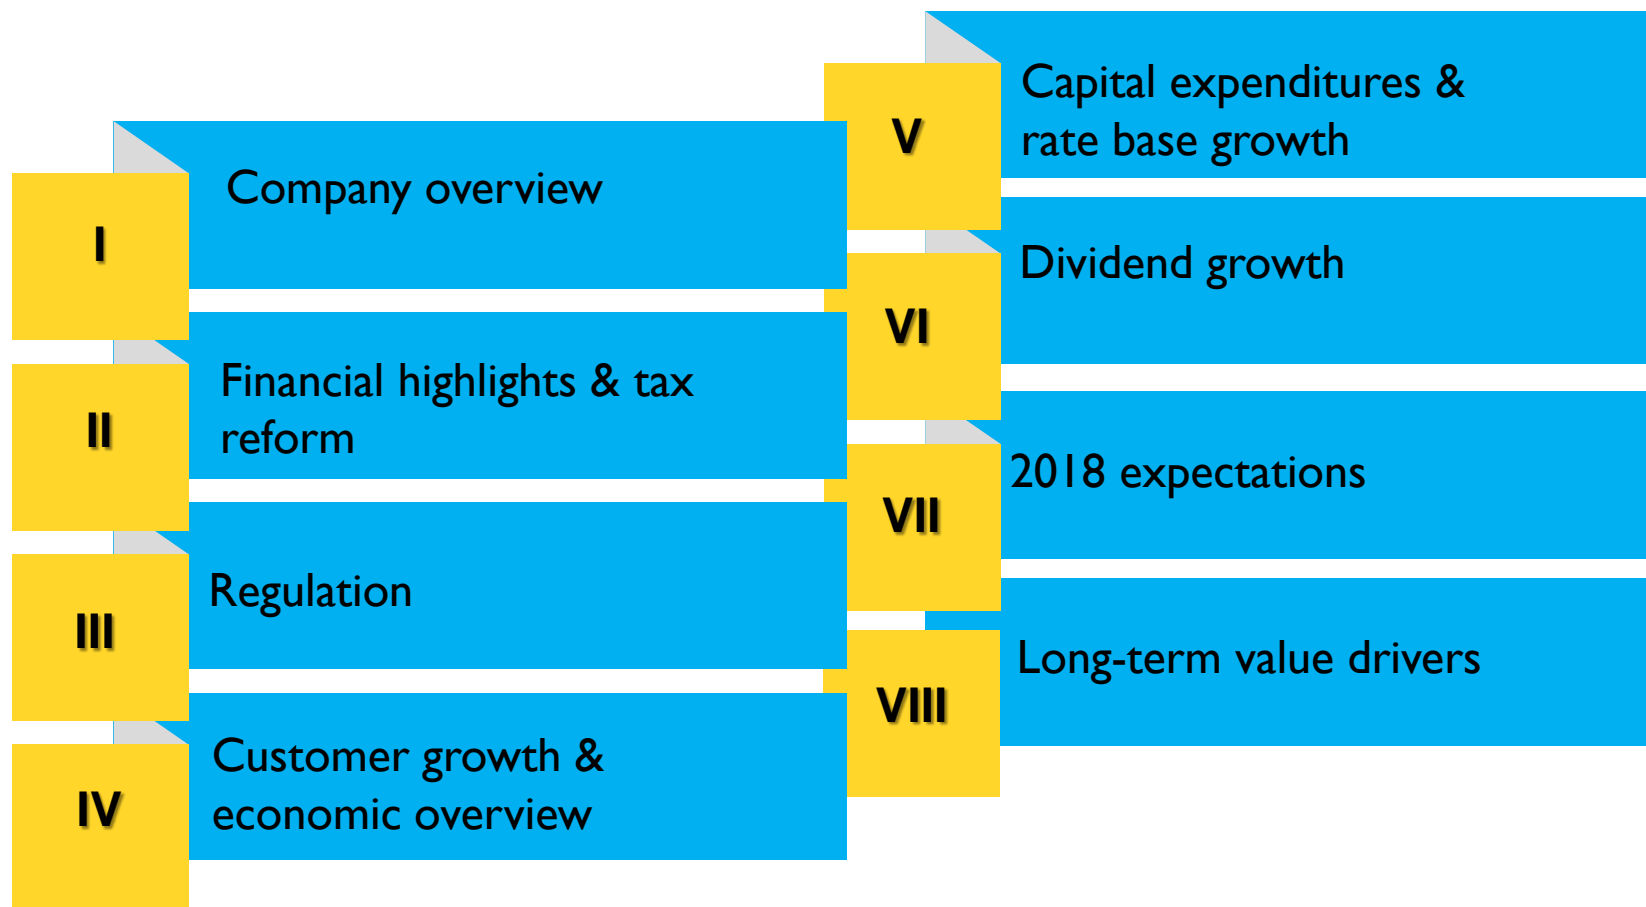 I
Company overview
II
Financial highlights & tax
reform
III
Regulation
IV
Customer growth &
economic overview
V
Capital expenditures &
rate base growth
VI
Dividend growth
VII
2018 expectations
VIII
Long-term value drivers